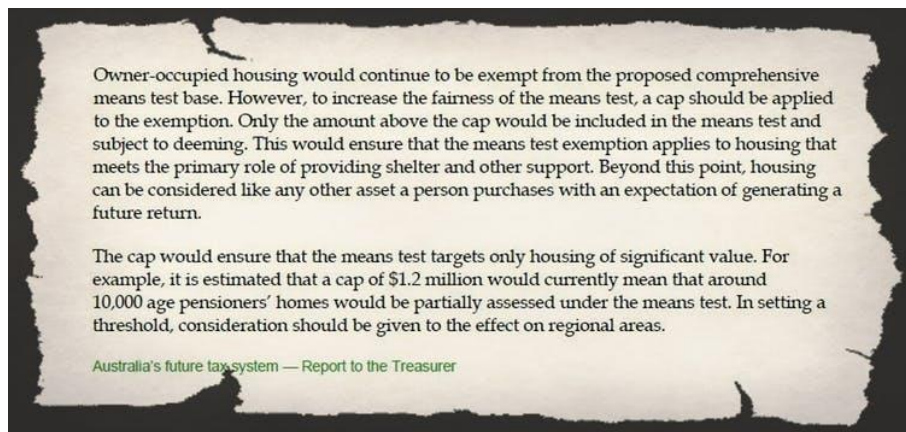 Owner-occupied housing would continue to be exempt from the proposed comprehensive
means test base. However, to increase the fairness of the means test, a cap should be applied
to the exemption. Only the amount above the cap would be included in the means test and
subject to deeming. This would ensure that the means test exemption applies to housing that
meets the primary role of providing shelter and other support. Beyond this point, housing
can be considered like any other asset a person purchases with an expectation of generating a
future return.
The cap would ensure that the means test targets only housing of significant value. For
example, it is estimated that a cap of $1.2 million would currently mean that around
10,000 age pensioners' homes would be partially assessed under the means test. In setting a
threshold, consideration should be given to the effect on regional areas.
Australia's future tax system — Report to the Treasurer